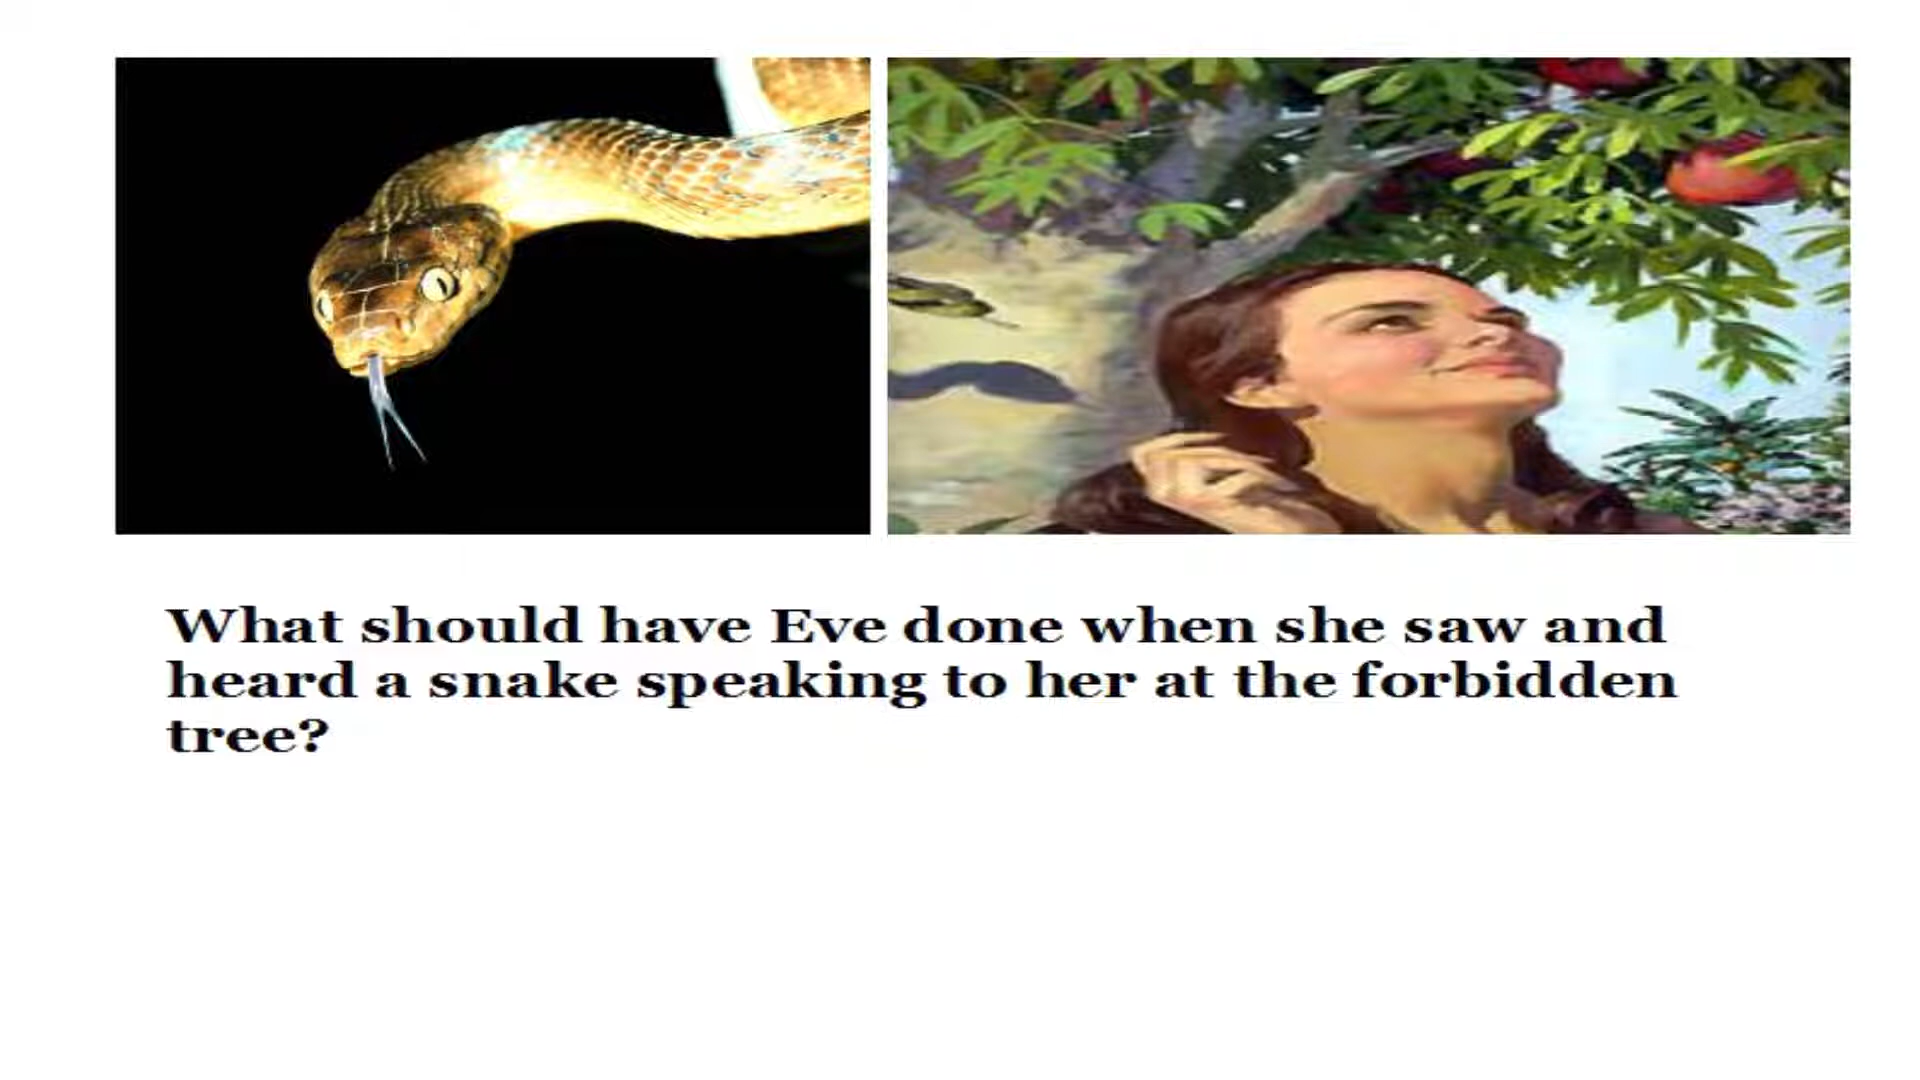 What should have Eve done when she saw and
heard a snake speaking to her at the forbidden
tree?